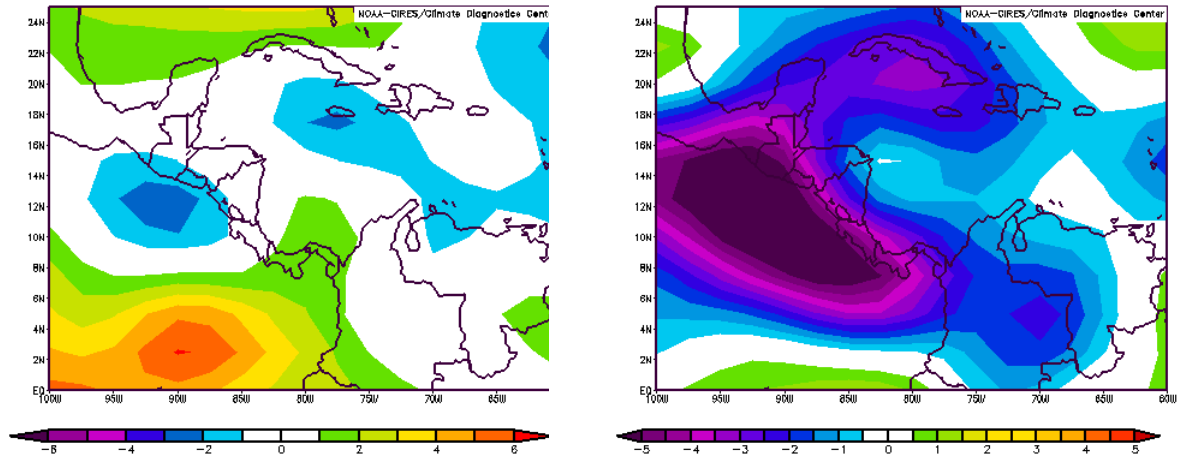 NOAA-CIRES/Climate Diagnostics Cente
24N
22N
20N
18N
16N
14N
12N
10N
8N
6N
4N
2N
EQ
100W 95W 90W 85W 80W 75W 70W 65W
-6 -4 -2 0 2 4 6
NOAA-CIRES/Climate Diagnostics Center
24N
22N
20N
18N
16N
14N
12N
10N
8N
6N
4N
2N
EQ
100W 95W 90W 85W 80W 75W 70W 65W 60W
-5 -4 -3 -2 -1 0 1 2 3 4 5